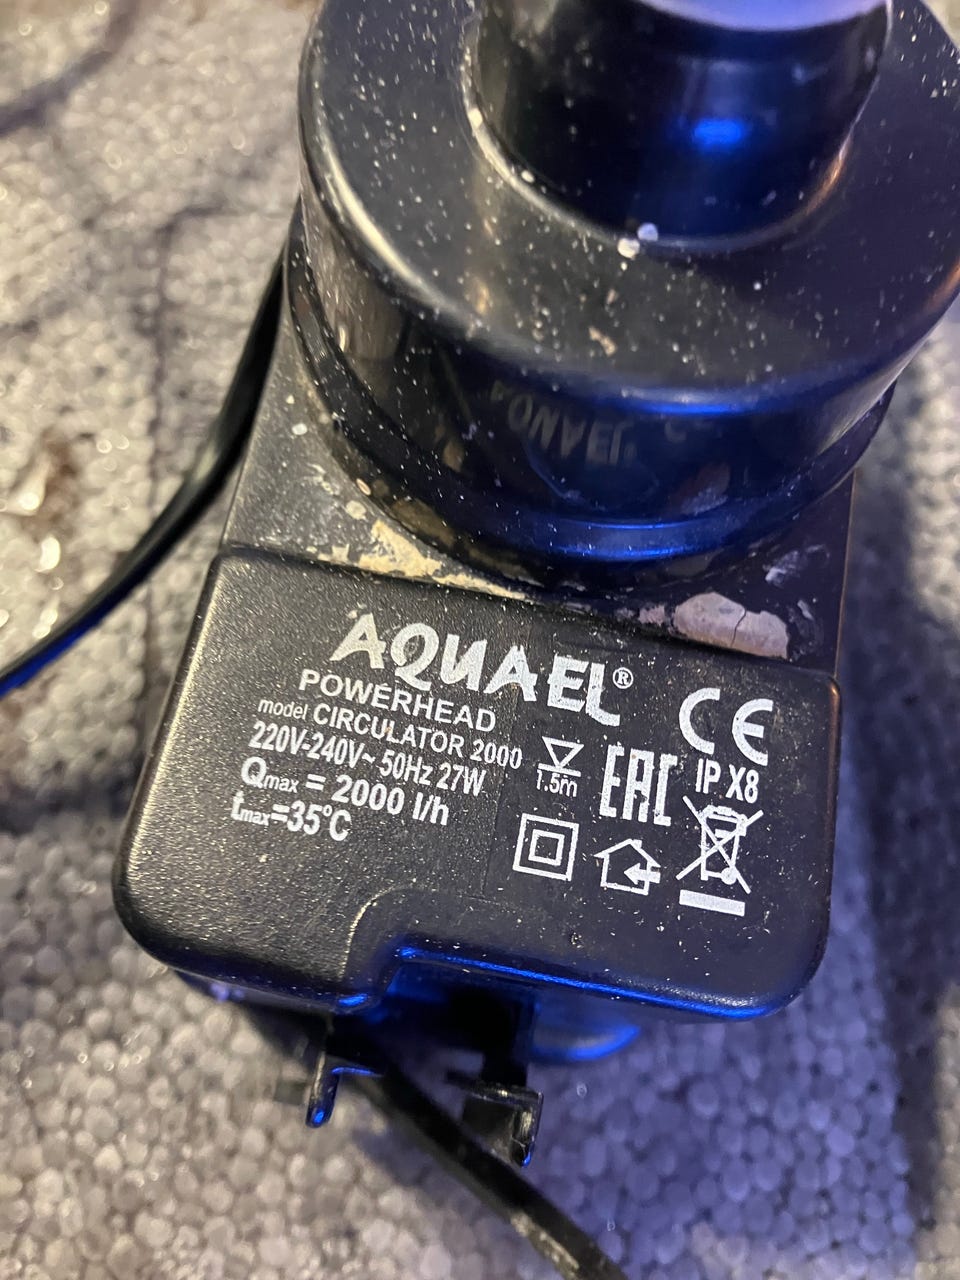 AQUAEL®
POWERHEAD
model CIRCULATOR 2000
220V-240V~ 50Hz 27W
Qmax = 2000 l/h
tmax=35°C
1.5m
EAC
CE
IP X8